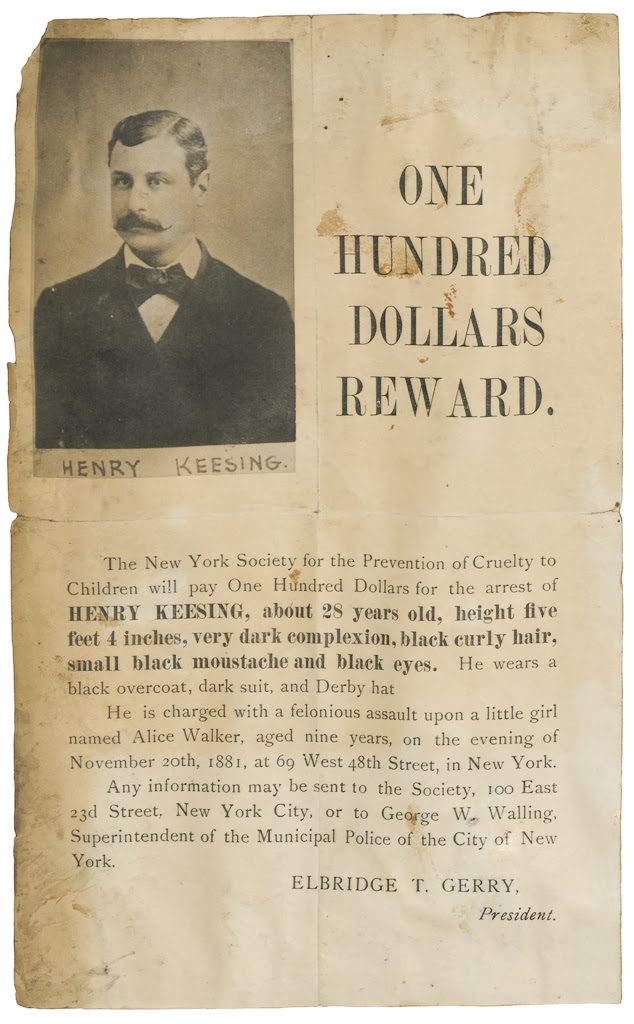 HENRY KEESING.
ONE
HUNDRED
DOLLARS
REWARD.
The New York Society for the Prevention of Cruelty to
Children will pay One Hundred Dollars for the arrest of
HENRY KEESING, about 28 years old, height five
feet 4 inches, very dark complexion, black curly hair,
small black moustache and black eyes. He wears a
black overcoat, dark suit, and Derby hat
He is charged with a felonious assault upon a little girl
named Alice Walker, aged nine years, on the evening of
November 20th, 1881, at 69 West 48th Street, in New York.
Any information may be sent to the Society, 100 East
23d Street, New York City, or to George W. Walling,
Superintendent of the Municipal Police of the City of New
York.
ELBRIDGE T. GERRY,
President.